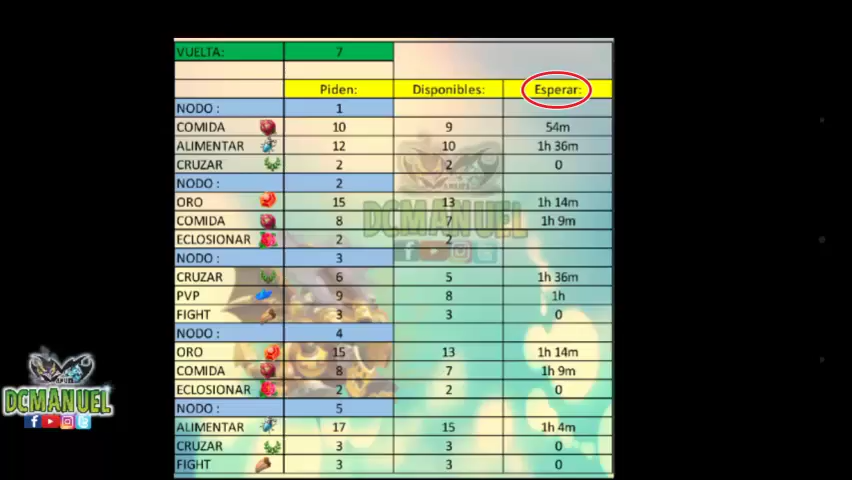 VUELTA: 7
Piden: Disponibles: Esperar:
NODO : 1
COMIDA 10 9 54m
ALIMENTAR 12 10 1h 36m
CRUZAR 2 2 0
NODO : 2
ORO 15 13 1h 14m
COMIDA 8 7 1h 9m
ECLOSIONAR 2 2
NODO : 3
CRUZAR 6 5 1h 36m
PVP 9 8 1h
FIGHT 3 3 0
NODO : 4
ORO 15 13 1h 14m
COMIDA 8 7 1h 9m
ECLOSIONAR 2 2 0
NODO : 5
ALIMENTAR 17 15 1h 4m
CRUZAR 3 3 0
FIGHT 3 3 0
DCMANUEL
DCMANUEL